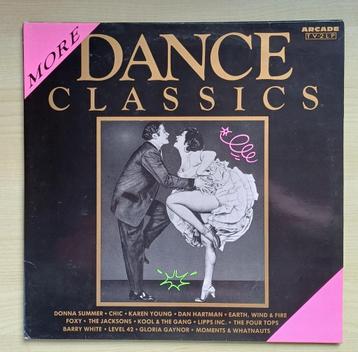 MORE
ARCADE
TV-2LP
DANCE
CLASSICS
DONNA SUMMER • CHIC • KAREN YOUNG • DAN HARTMAN • EARTH, WIND & FIRE
FOXY • THE JACKSONS • KOOL & THE GANG • LIPPS INC. • THE FOUR TOPS
BARRY WHITE • LEVEL 42 • GLORIA GAYNOR • MOMENTS & WHATNAUTS